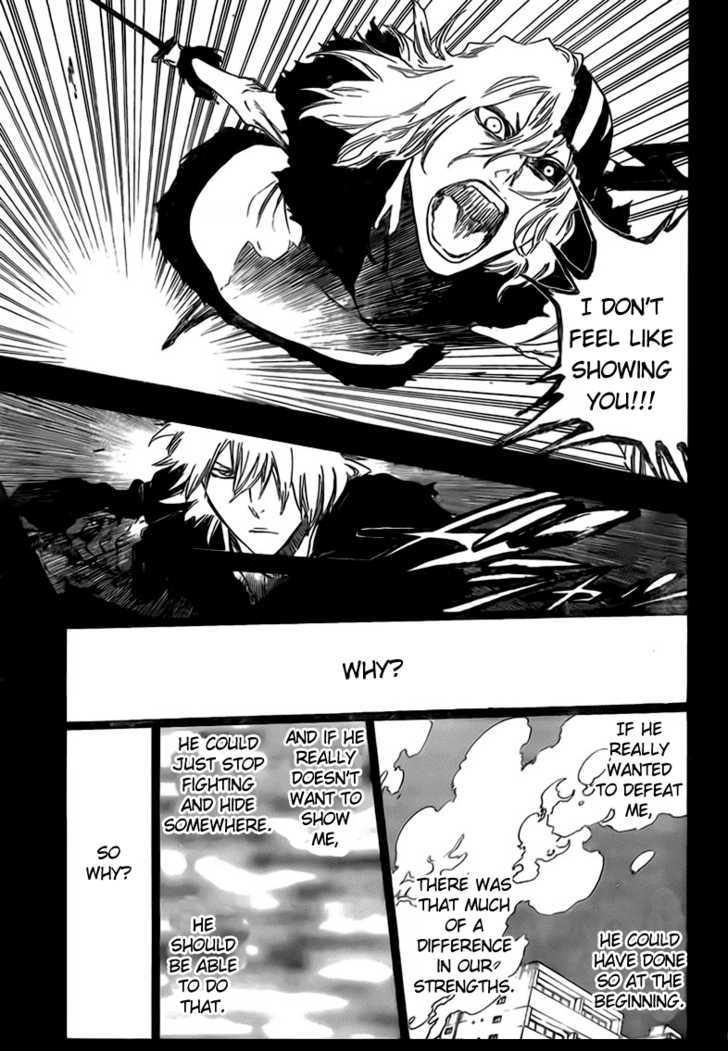 I DON'T
FEEL LIKE
SHOWING
YOU!!!
WHY?
IF HE
REALLY
WANTED
TO DEFEAT
ME,
HE COULD
HAVE DONE
SO AT THE
BEGINNING.
THERE WAS
THAT MUCH
OF A
DIFFERENCE
IN OUR
STRENGTHS.
AND IF HE
REALLY
DOESN'T
WANT TO
SHOW
ME,
HE COULD
JUST STOP
FIGHTING
AND HIDE
SOMEWHERE.
HE
SHOULD
BE ABLE
TO DO
THAT.
SO
WHY?